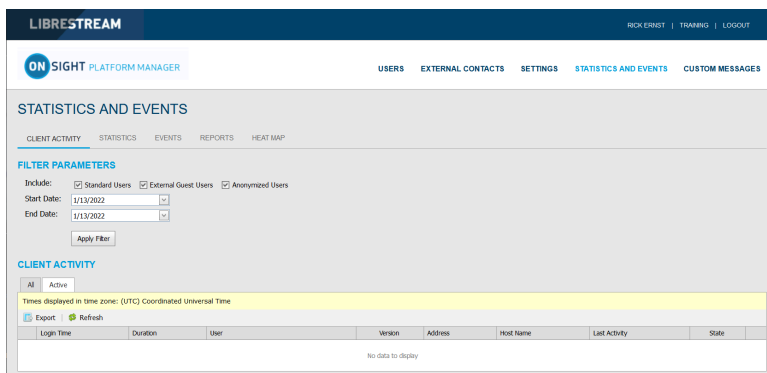 LIBRESTREAM
RICK ERNST | TRAINING | LOGOUT
ON SIGHT PLATFORM MANAGER
USERS EXTERNAL CONTACTS SETTINGS STATISTICS AND EVENTS CUSTOM MESSAGES
STATISTICS AND EVENTS
CLIENT ACTIVITY STATISTICS EVENTS REPORTS HEAT MAP
FILTER PARAMETERS
Include: Standard Users External Guest Users Anonymized Users
Start Date: 1/13/2022
End Date: 1/13/2022
Apply Filter
CLIENT ACTIVITY
All Active
Times displayed in time zone: (UTC) Coordinated Universal Time
Export | Refresh
Login Time Duration User Version Address Host Name Last Activity State
No data to display